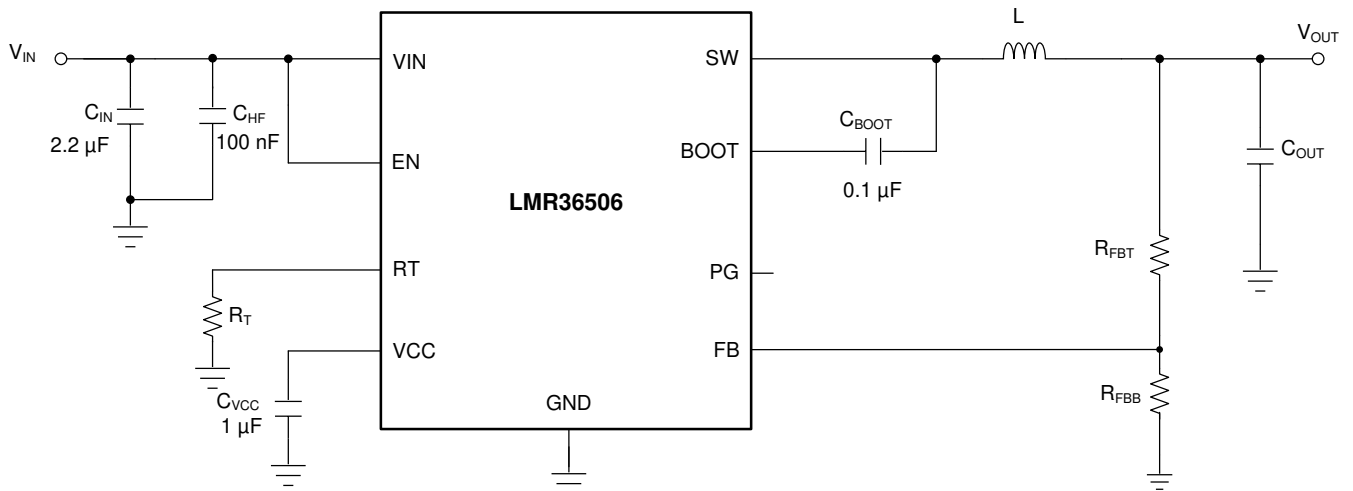 L
V_IN
V_OUT
VIN
SW
C_IN
2.2 µF
C_HF
100 nF
C_BOOT
0.1 µF
EN
BOOT
C_OUT
LMR36506
RT
PG
R_FBT
R_T
VCC
FB
C_VCC
1 µF
GND
R_FBB